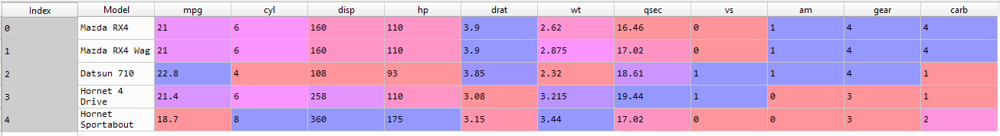 Index Model mpg cyl disp hp drat wt qsec vs am gear carb
0 Mazda RX4 21 6 160 110 3.9 2.62 16.46 0 1 4 4
1 Mazda RX4 Wag 21 6 160 110 3.9 2.875 17.02 0 1 4 4
2 Datsun 710 22.8 4 108 93 3.85 2.32 18.61 1 1 4 1
3 Hornet 4 Drive 21.4 6 258 110 3.08 3.215 19.44 1 0 3 1
4 Hornet Sportabout 18.7 8 360 175 3.15 3.44 17.02 0 0 3 2